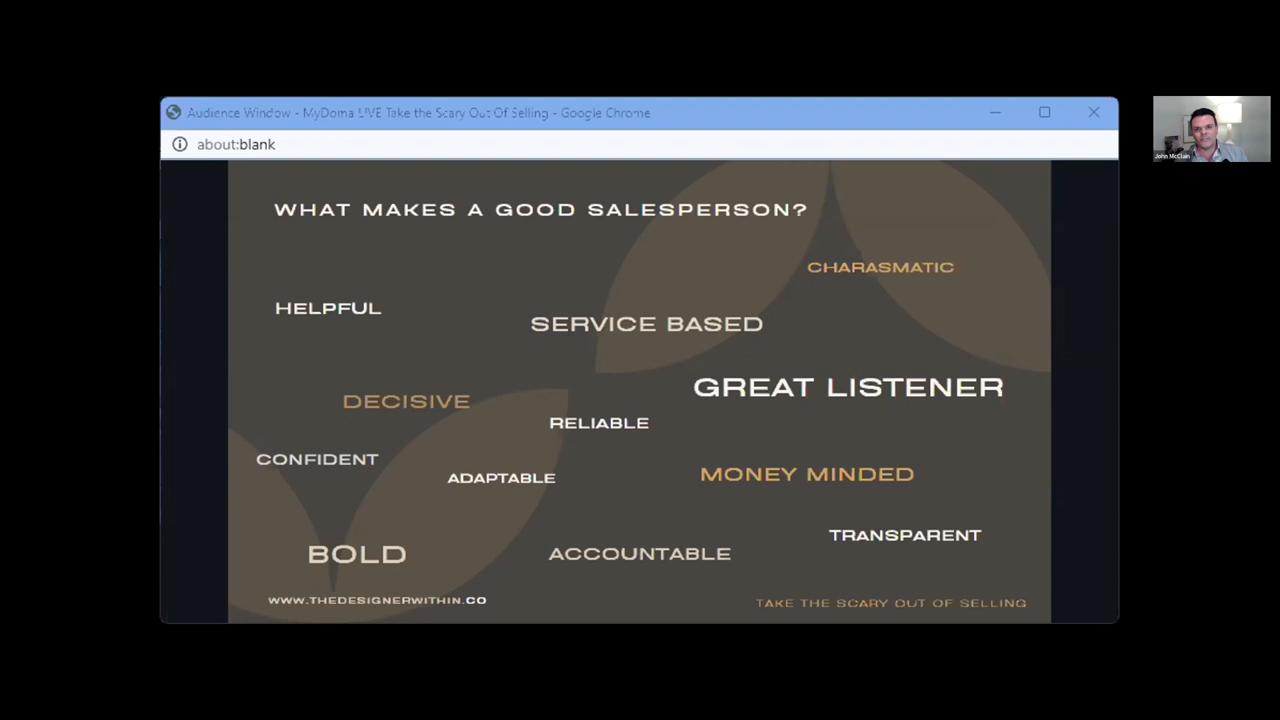 Audience Window - MyDoma LIVE Take the Scary Out Of Selling - Google Chrome
about:blank
John McClain
WHAT MAKES A GOOD SALESPERSON?
CHARASMATIC
HELPFUL
SERVICE BASED
GREAT LISTENER
DECISIVE
RELIABLE
CONFIDENT
ADAPTABLE
MONEY MINDED
TRANSPARENT
BOLD
ACCOUNTABLE
WWW.THEDESIGNERWITHIN.CO
TAKE THE SCARY OUT OF SELLING